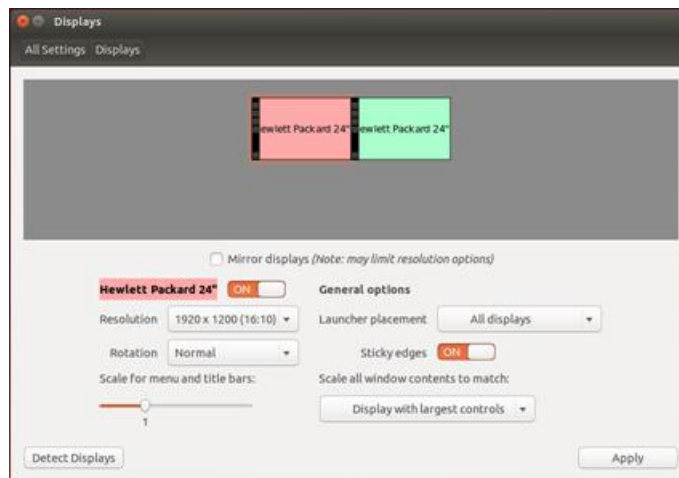 Displays
All Settings Displays
ewlett Packard 24" ewlett Packard 24"
Mirror displays (Note: may limit resolution options)
Hewlett Packard 24" ON General options
Resolution 1920 x 1200 (16:10) Launcher placement All displays
Rotation Normal Sticky edges ON
Scale for menu and title bars: Scale all window contents to match:
Display with largest controls
1
Detect Displays Apply